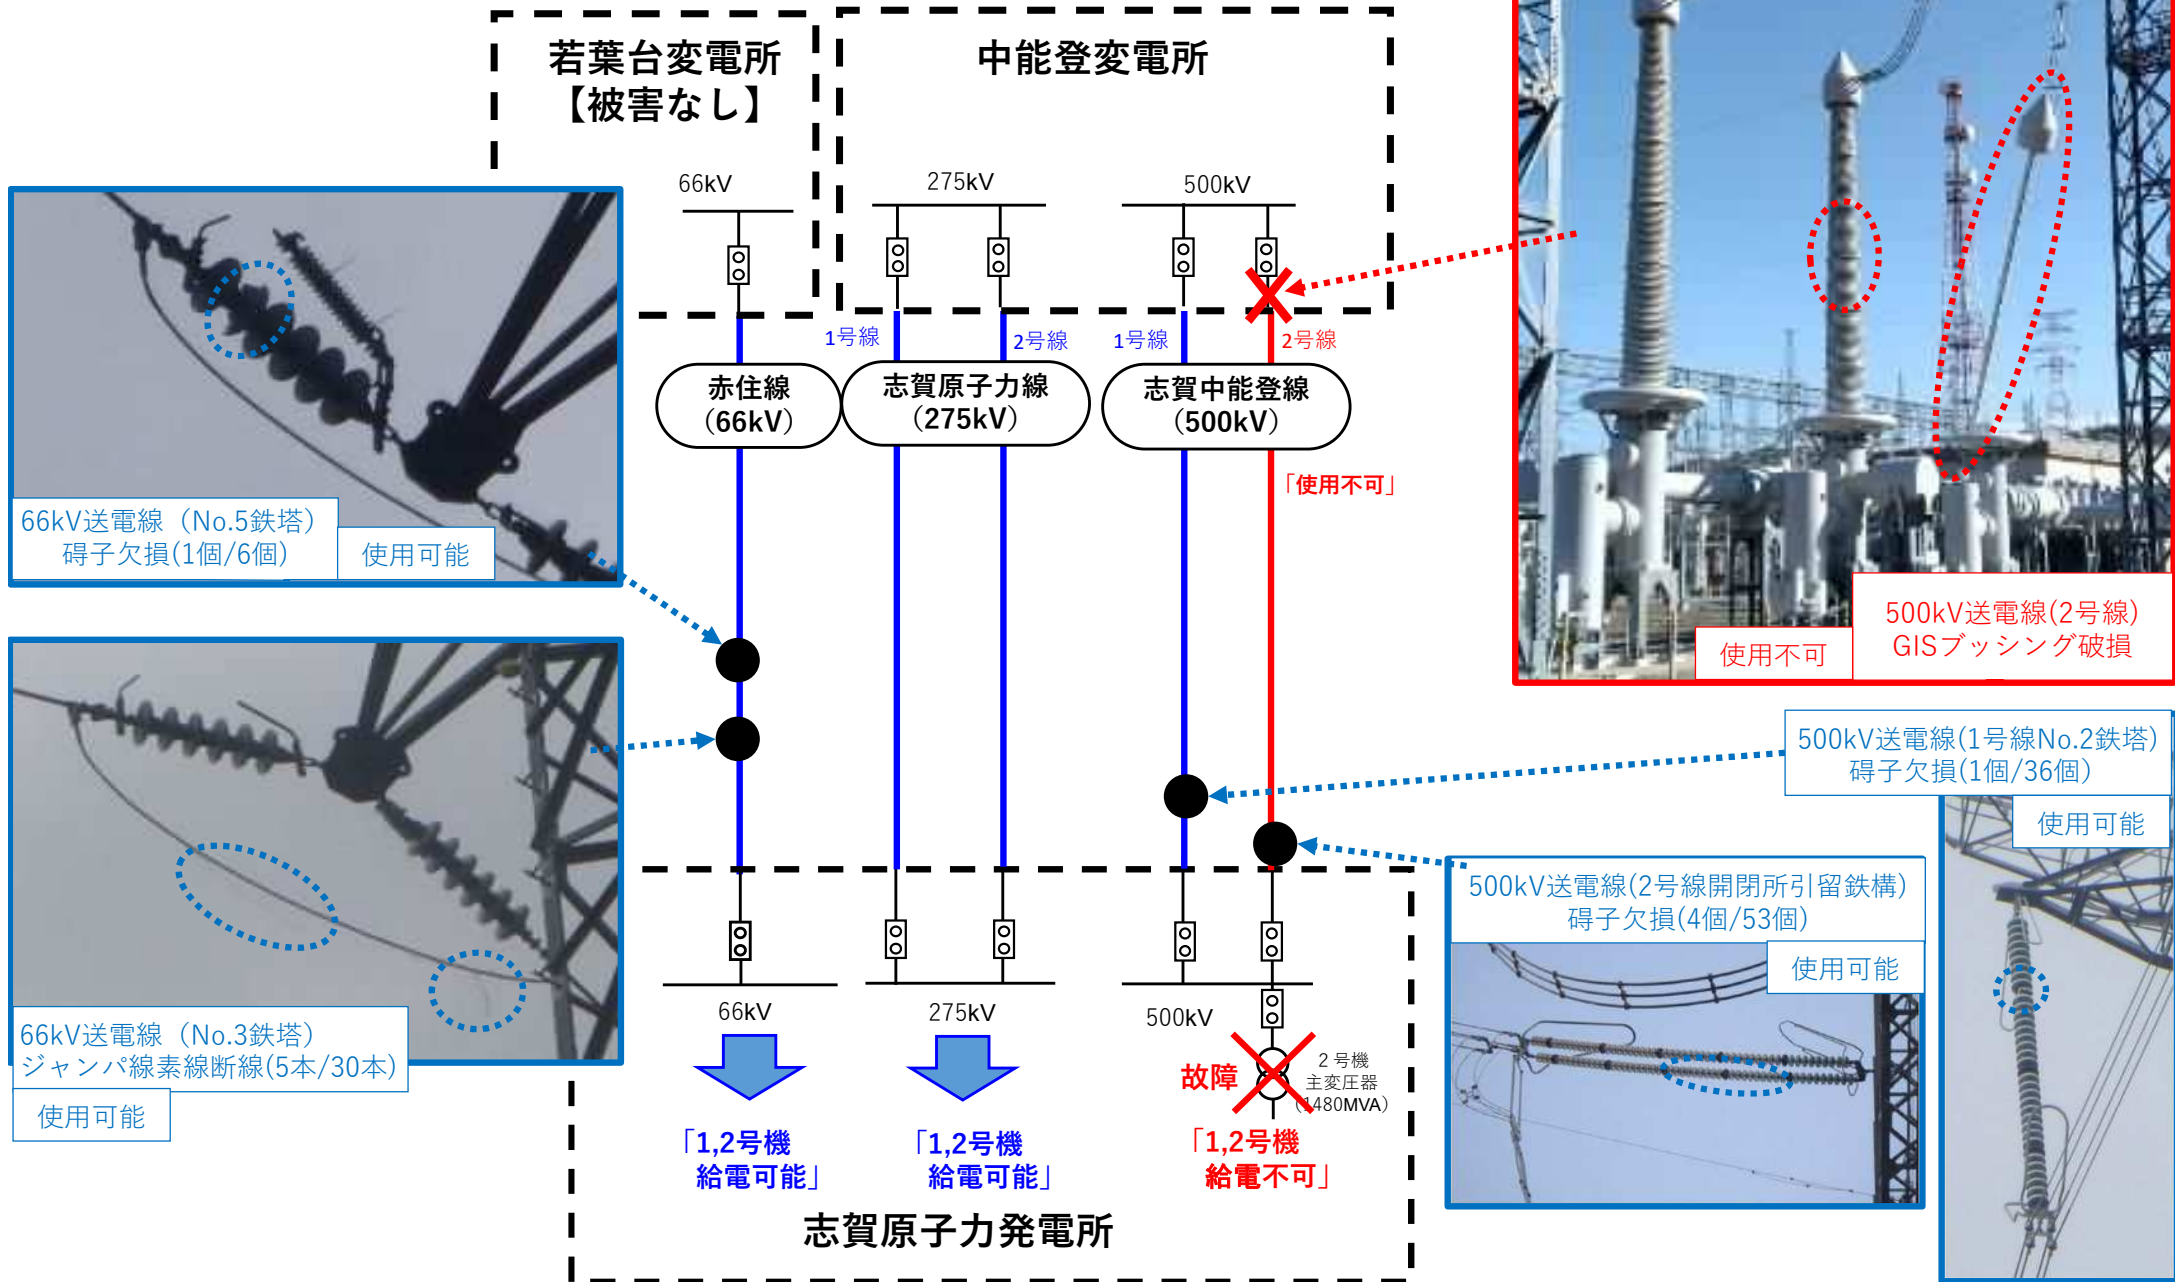 若葉台変電所
【被害なし】
中能登変電所
66kV
275kV
500kV
1号線
2号線
1号線
2号線
赤住線
（66kV）
志賀原子力線
（275kV）
志賀中能登線
（500kV）
「使用不可」
66kV送電線（No.5鉄塔）
碍子欠損(1個/6個)
使用可能
500kV送電線(2号線)
GISブッシング破損
使用不可
66kV送電線（No.3鉄塔）
ジャンパ線素線断線(5本/30本)
使用可能
500kV送電線(1号線No.2鉄塔)
碍子欠損(1個/36個)
使用可能
500kV送電線(2号線開閉所引留鉄構)
碍子欠損(4個/53個)
使用可能
66kV
275kV
500kV
故障
２号機
主変圧器
（1480MVA）
「1,2号機
給電可能」
「1,2号機
給電可能」
「1,2号機
給電不可」
志賀原子力発電所